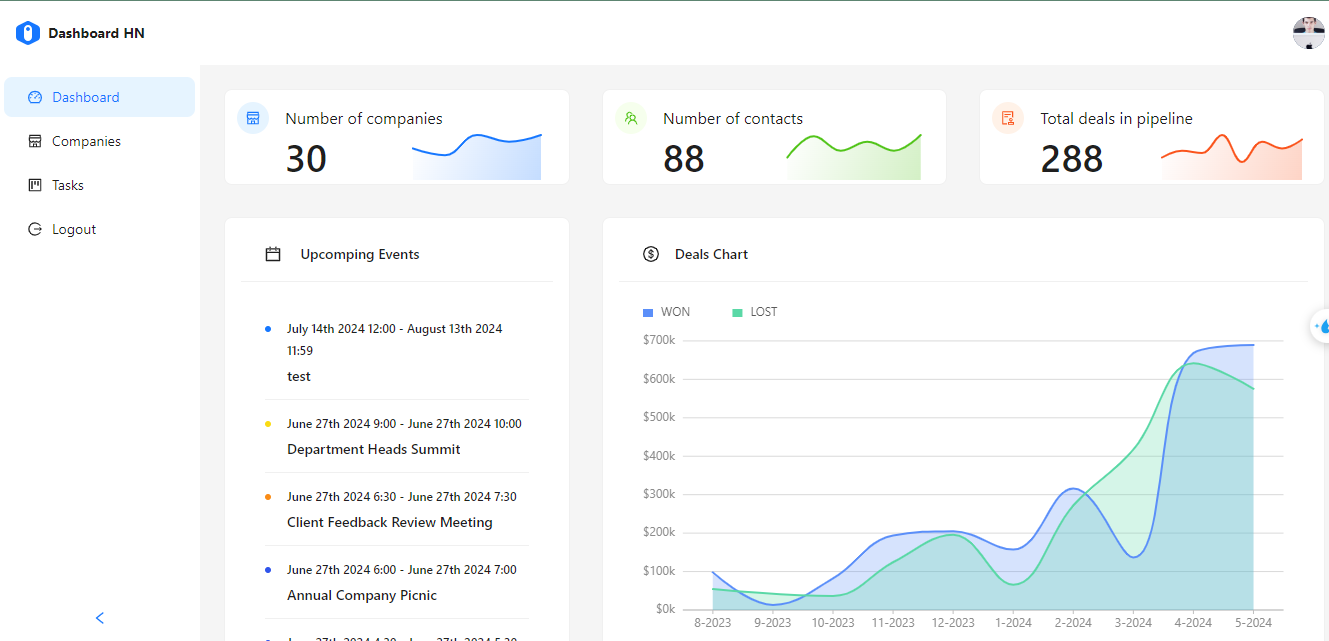 Dashboard HN
Dashboard
Companies
Tasks
Logout
Number of companies
30
Number of contacts
88
Total deals in pipeline
288
Upcomping Events
July 14th 2024 12:00 - August 13th 2024
11:59
test
June 27th 2024 9:00 - June 27th 2024 10:00
Department Heads Summit
June 27th 2024 6:30 - June 27th 2024 7:30
Client Feedback Review Meeting
June 27th 2024 6:00 - June 27th 2024 7:00
Annual Company Picnic
Deals Chart
WON LOST
$700k
$600k
$500k
$400k
$300k
$200k
$100k
$0k
8-2023 9-2023 10-2023 11-2023 12-2023 1-2024 2-2024 3-2024 4-2024 5-2024